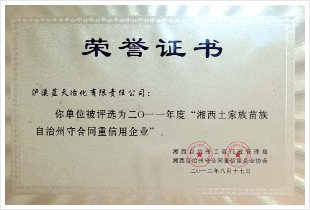 荣誉证书
泸溪蓝天冶化有限责任公司：
你单位被评选为二〇一一年度“湘西土家族苗族
自治州守合同重信用企业”。
湘西自治州工商行政管理局
湘西自治州守合同重信用企业协会
二〇一二年八月十七日